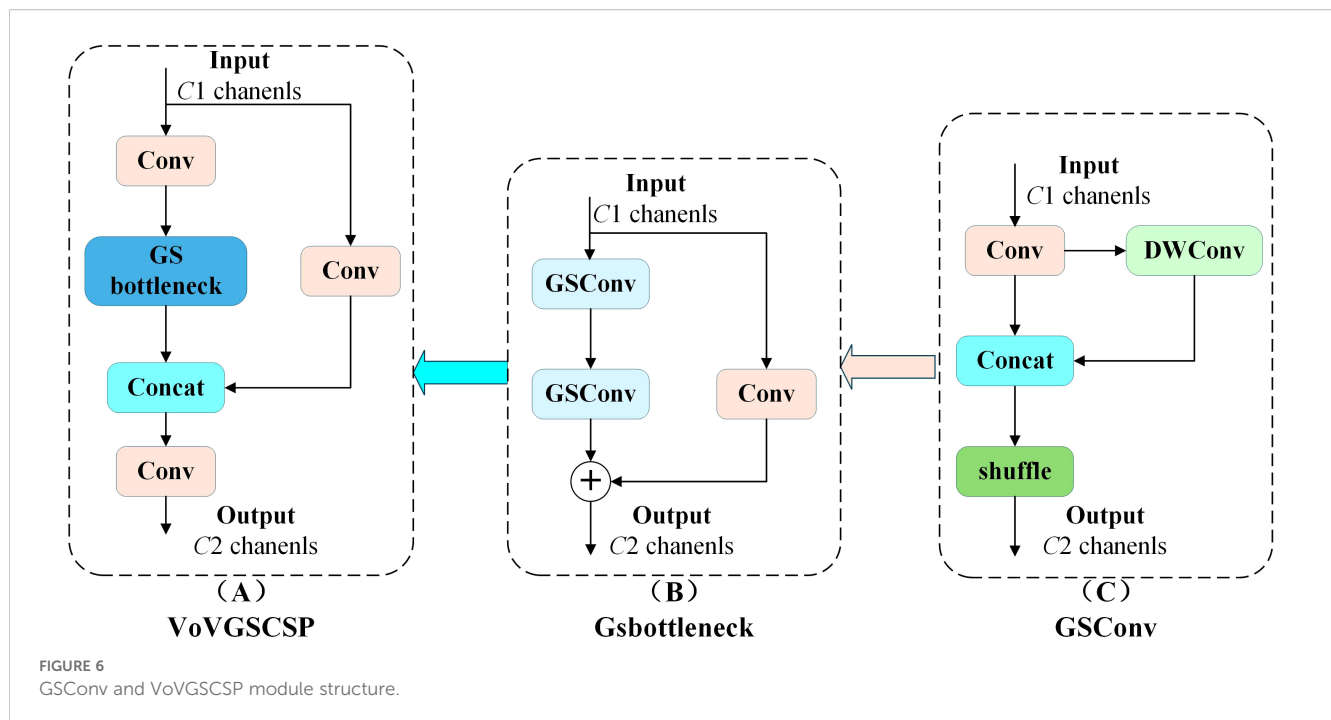 Input
C1 chanenls
Conv
GS
bottleneck
Conv
Concat
Conv
Output
C2 chanenls
(A)
VoVGSCSP
Input
C1 chanenls
GSConv
GSConv
Conv
+
Output
C2 chanenls
(B)
Gsbottleneck
Input
C1 chanenls
Conv
DWConv
Concat
shuffle
Output
C2 chanenls
(C)
GSConv
FIGURE 6
GSConv and VoVGSCSP module structure.